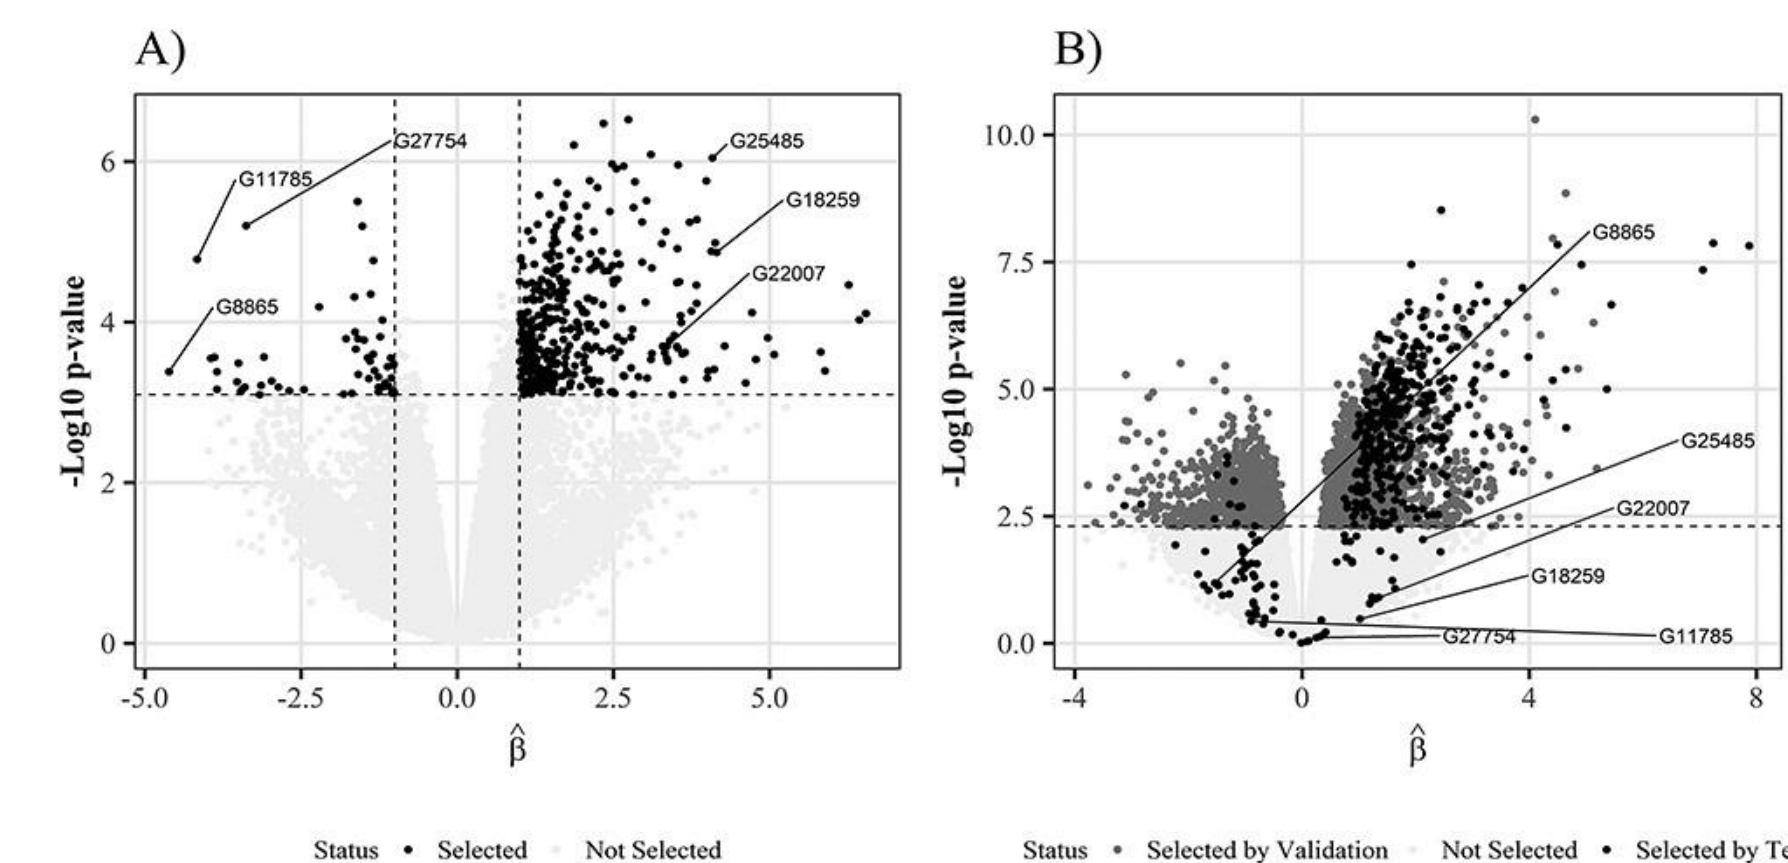 A)
-Log10 p-value
6
4
2
0
-5.0
-2.5
0.0
2.5
5.0
β̂
G27754
G11785
G8865
G25485
G18259
G22007
Status Selected Not Selected
B)
-Log10 p-value
10.0
7.5
5.0
2.5
0.0
-4
0
4
8
β̂
G8865
G25485
G22007
G18259
G27754
G11785
Status Selected by Validation Not Selected Selected by